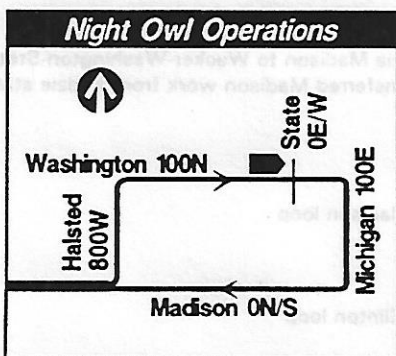 Night Owl Operations
State
0E/W
Washington 100N
Halsted
800W
Michigan 100E
Madison 0N/S